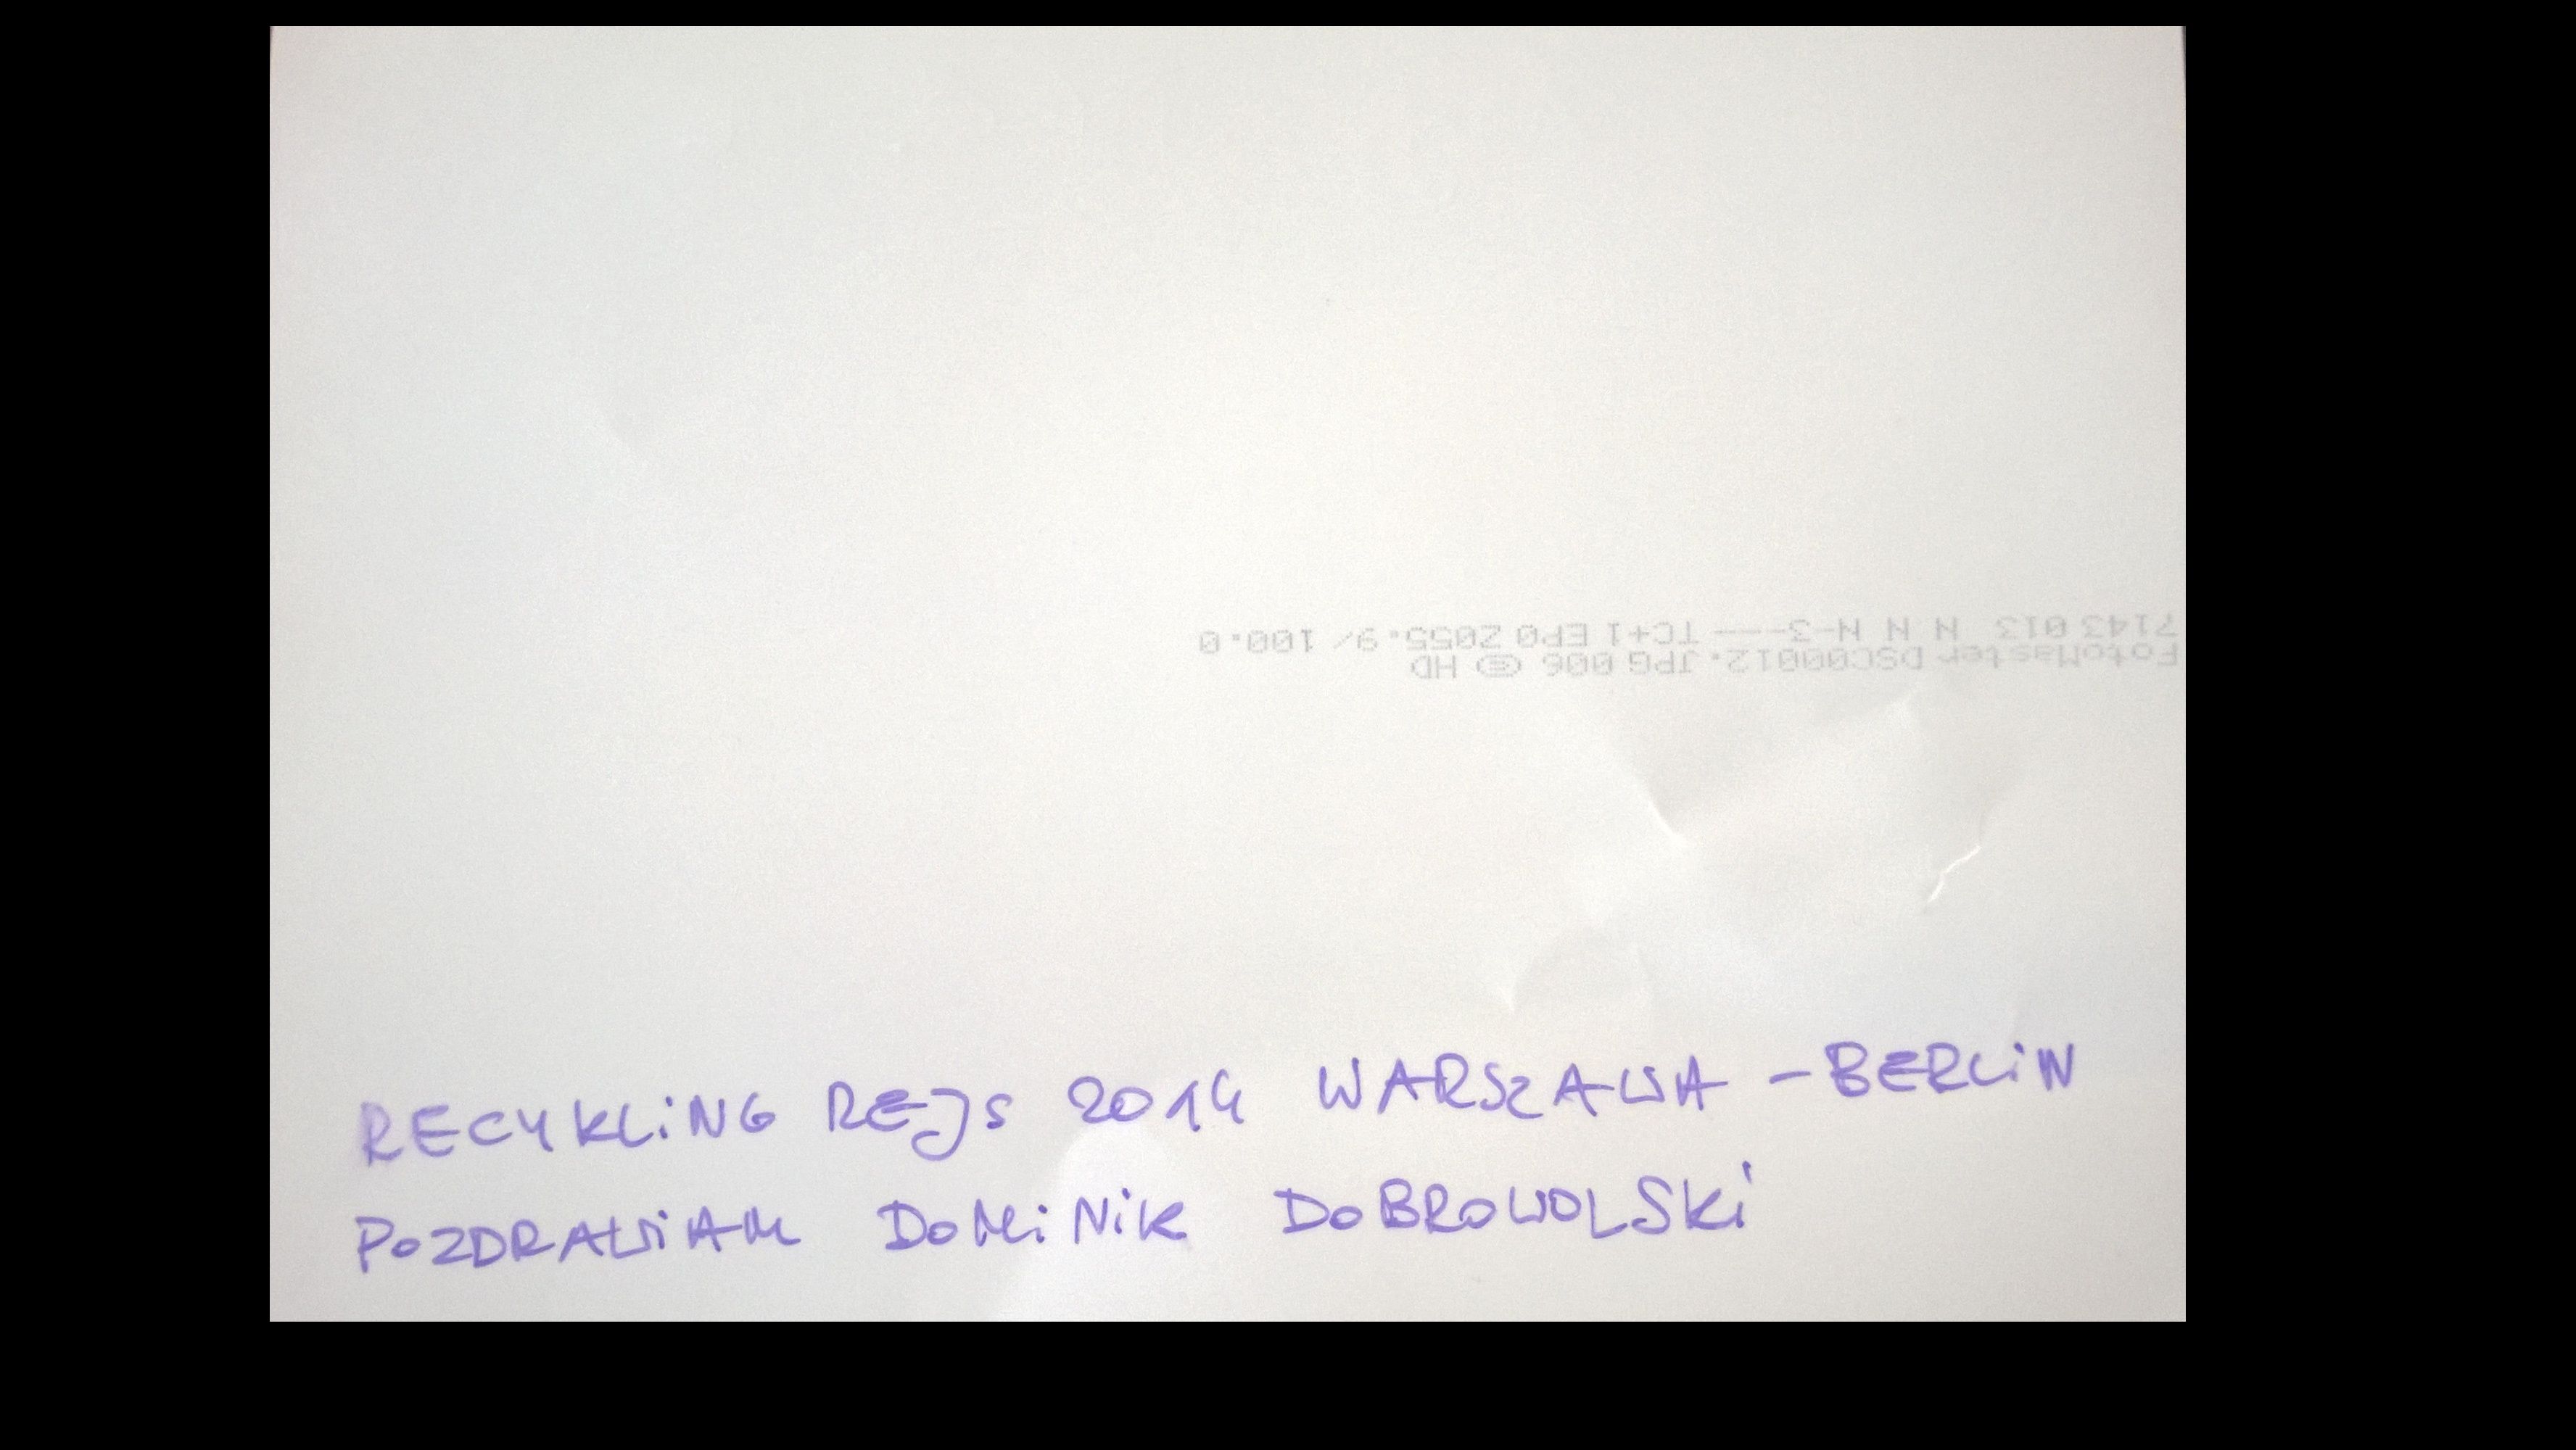 FotoMaster DSC00012.JPG 006 HD
7143 013 N N N N-3--- TC+1 EP0 Z055.9/ 100.0
RECYKLiNG REJS 2014 WARSZAWA - BERLiN
POZDRAWiAM DOMiNiK DOBROWOLSKi